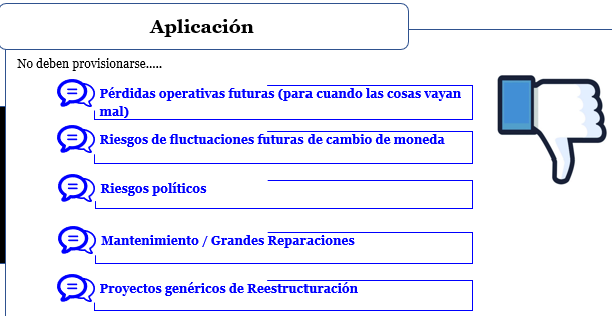 Aplicación
No deben provisionarse.....
Pérdidas operativas futuras (para cuando las cosas vayan
mal)
Riesgos de fluctuaciones futuras de cambio de moneda
Riesgos políticos
Mantenimiento / Grandes Reparaciones
Proyectos genéricos de Reestructuración